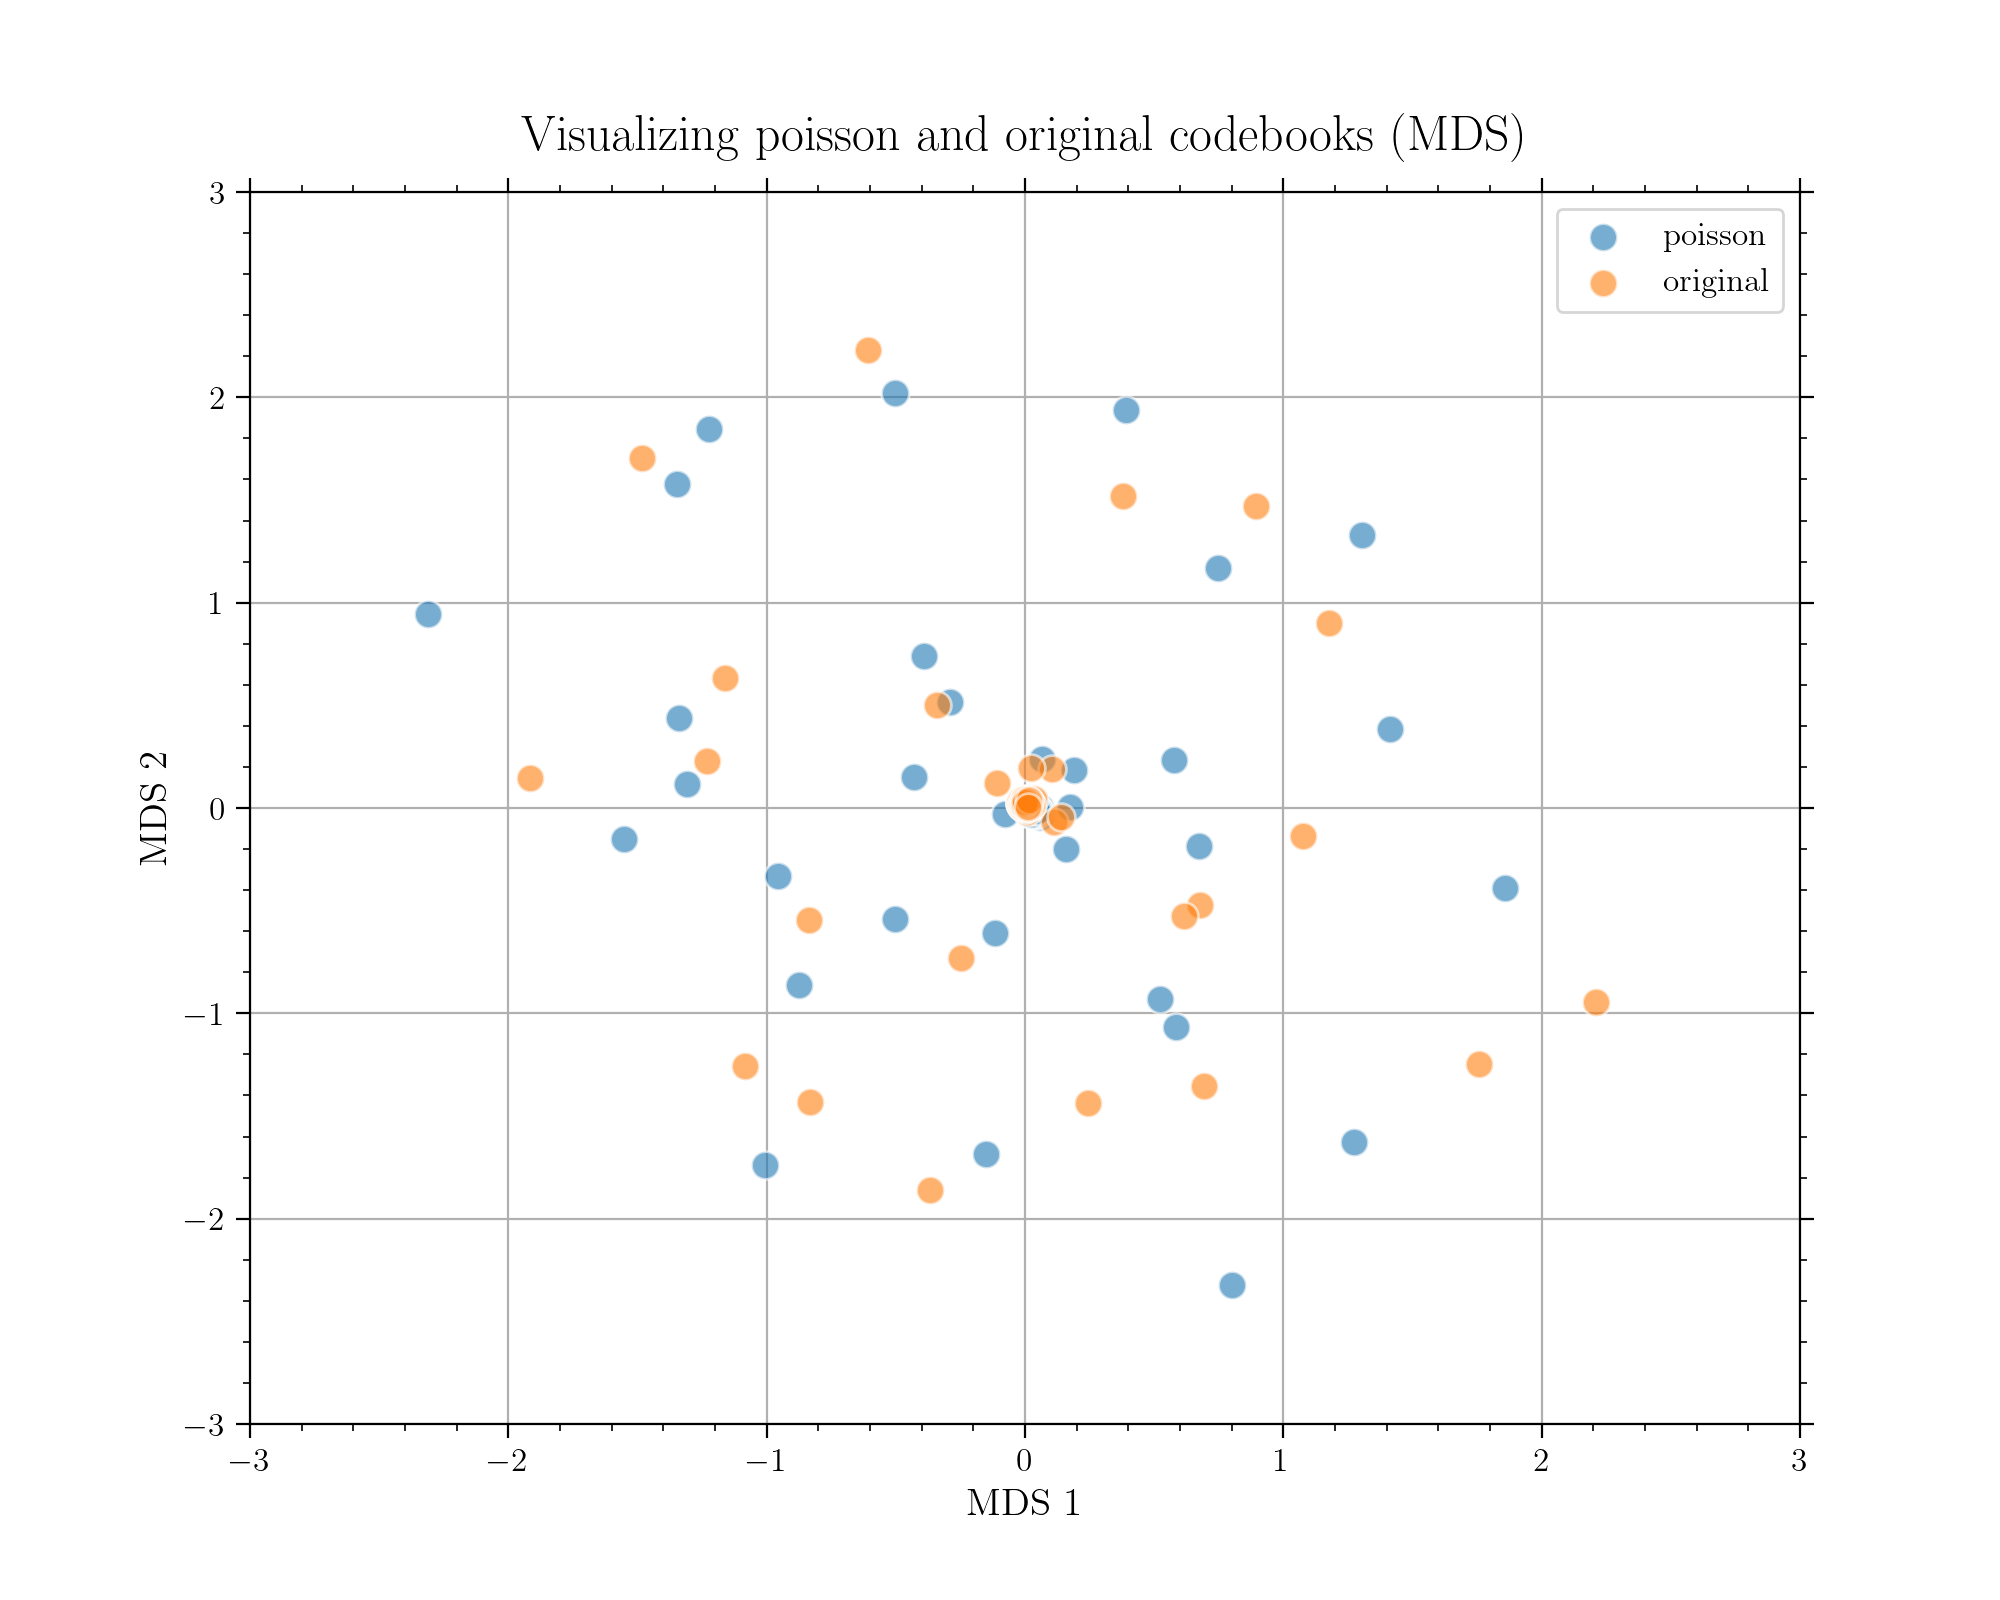 Visualizing poisson and original codebooks (MDS)
poisson
original
3
2
1
0
−1
−2
−3
MDS 2
−3
−2
−1
0
1
2
3
MDS 1